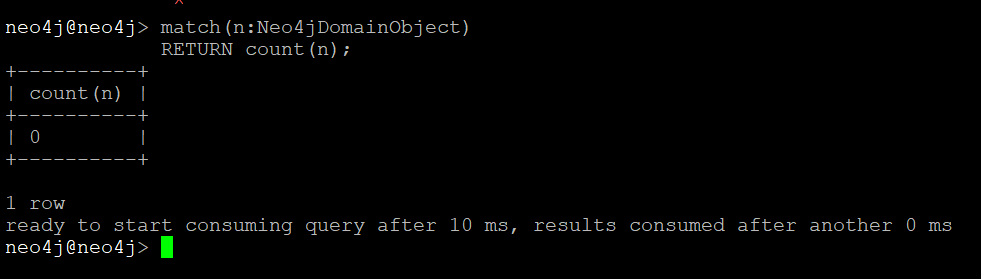 ^
neo4j@neo4j> match(n:Neo4jDomainObject)
RETURN count(n);
+----------+
| count(n) |
+----------+
| 0        |
+----------+
1 row
ready to start consuming query after 10 ms, results consumed after another 0 ms
neo4j@neo4j>